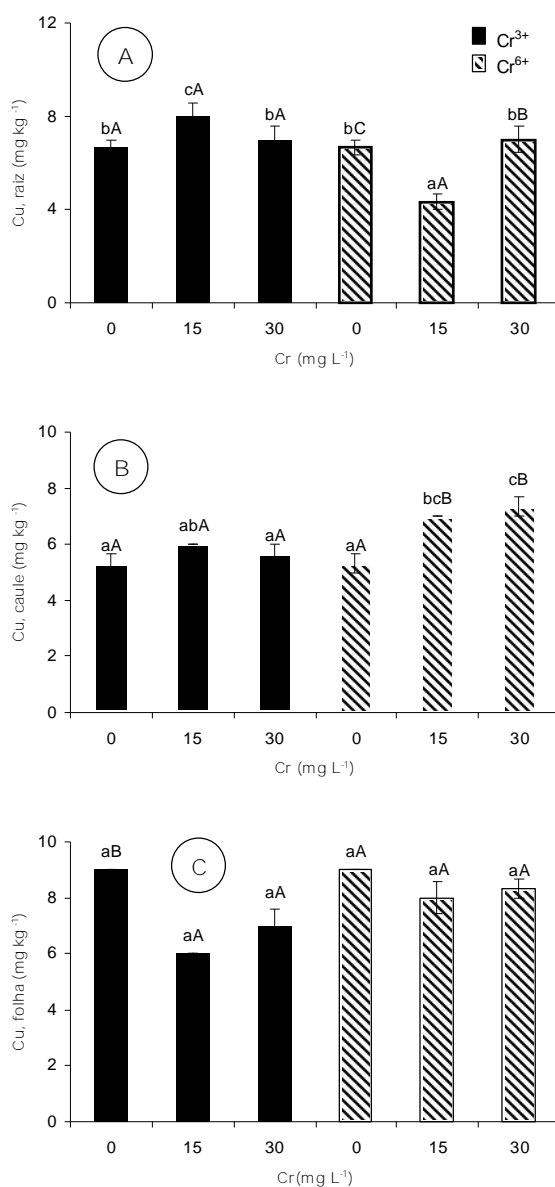 12
A
Cr³⁺
Cr⁶⁺
cA
bA
bA
bC
bB
8
aA
4
0
Cu, raiz (mg kg⁻¹)
0 15 30 0 15 30
Cr (mg L⁻¹)
10
B
cB
bcB
8
aA
abA
aA
aA
6
4
2
0
Cu, caule (mg kg⁻¹)
0 15 30 0 15 30
Cr (mg L⁻¹)
10
aB
C
aA
aA
aA
aA
aA
8
6
4
2
0
Cu, folha (mg kg⁻¹)
0 15 30 0 15 30
Cr(mg L⁻¹)